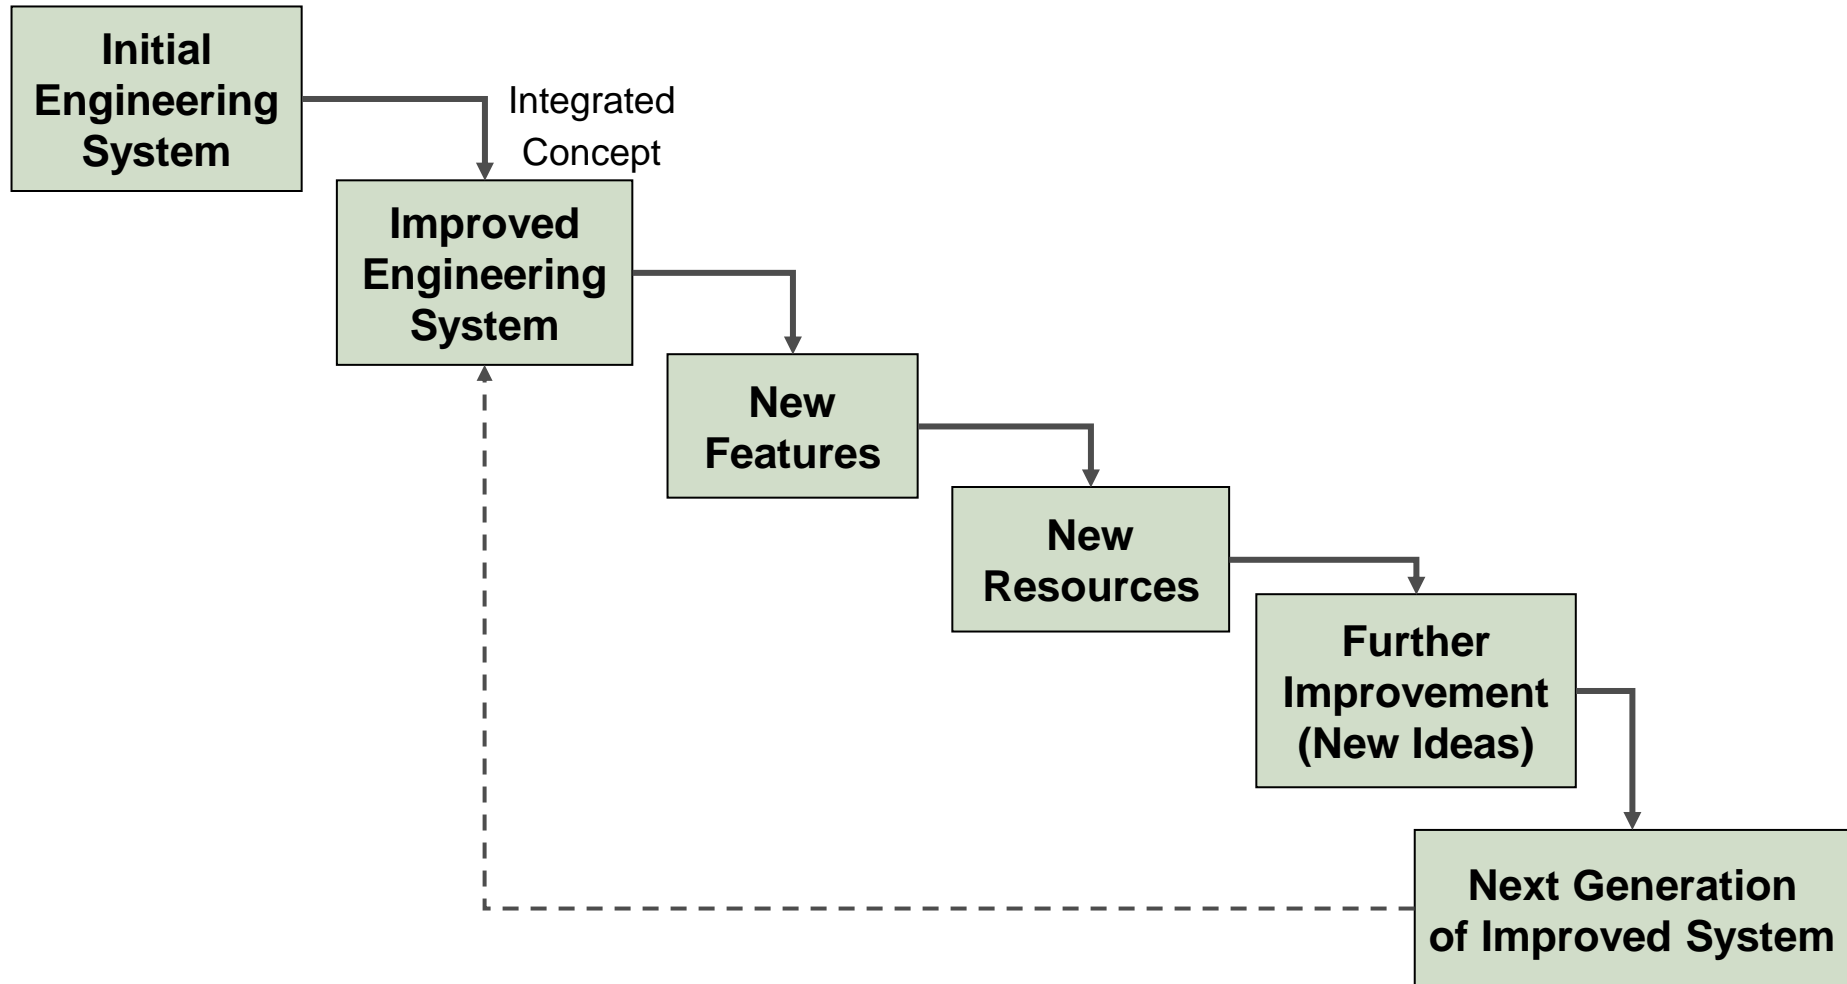 Initial
Engineering
System
Integrated
Concept
Improved
Engineering
System
New
Features
New
Resources
Further
Improvement
(New Ideas)
Next Generation
of Improved System